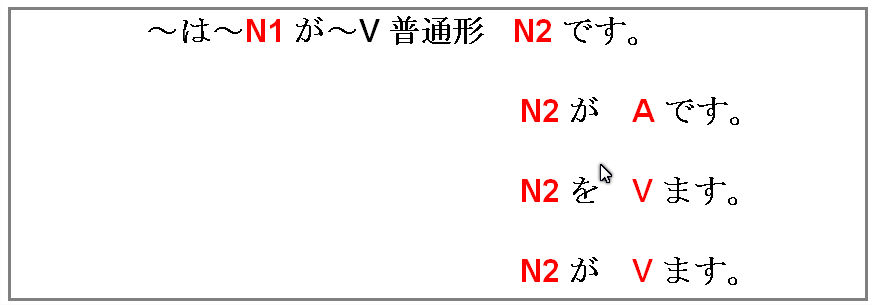 ～は～N1 が～V 普通形 N2 です。
N2 が A です。
N2 を V ます。
N2 が V ます。